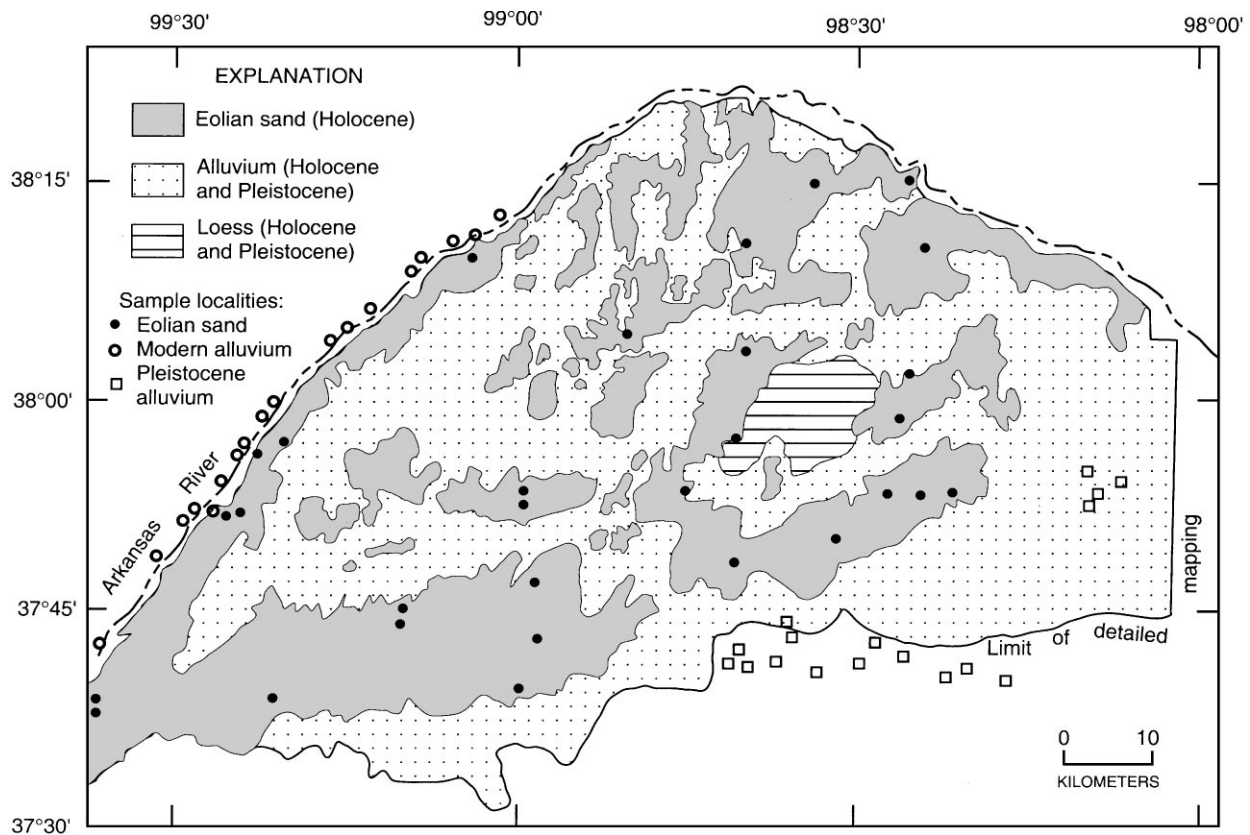 99°30' 99°00' 98°30' 98°00'
EXPLANATION
Eolian sand (Holocene)
Alluvium (Holocene
and Pleistocene)
Loess (Holocene
and Pleistocene)
Sample localities:
Eolian sand
Modern alluvium
Pleistocene
alluvium
38°15'
38°00'
37°45'
37°30'
Arkansas River
Limit of detailed mapping
0 10
KILOMETERS